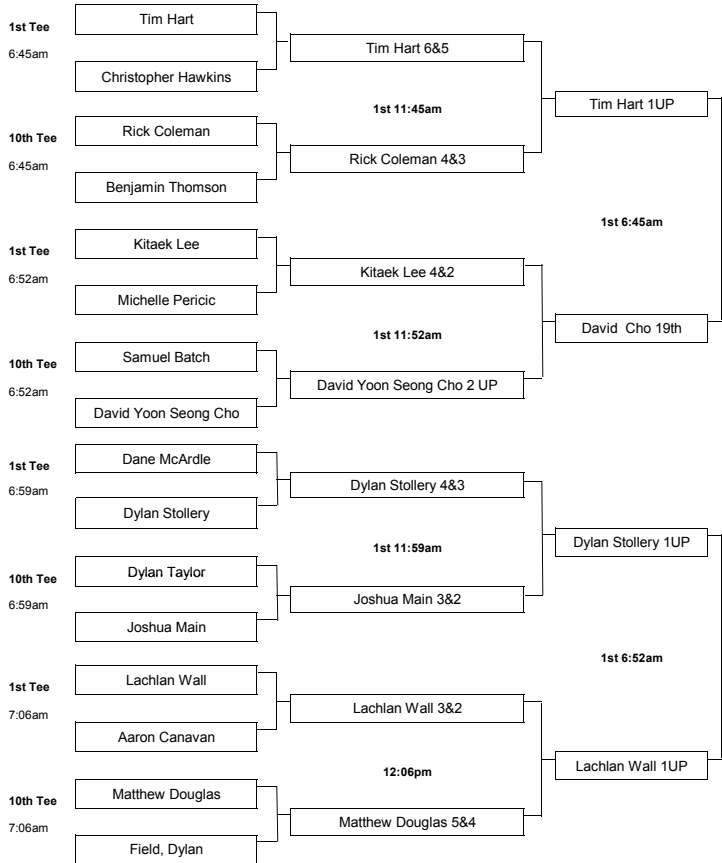 Tim Hart
1st Tee
6:45am
Tim Hart 6&5
Christopher Hawkins
Tim Hart 1UP
1st 11:45am
Rick Coleman
10th Tee
6:45am
Rick Coleman 4&3
Benjamin Thomson
1st 6:45am
Kitaek Lee
1st Tee
6:52am
Kitaek Lee 4&2
Michelle Pericic
David  Cho 19th
1st 11:52am
Samuel Batch
10th Tee
6:52am
David Yoon Seong Cho 2 UP
David Yoon Seong Cho
Dane McArdle
1st Tee
6:59am
Dylan Stollery 4&3
Dylan Stollery
Dylan Stollery 1UP
1st 11:59am
Dylan Taylor
10th Tee
6:59am
Joshua Main 3&2
Joshua Main
1st 6:52am
Lachlan Wall
1st Tee
7:06am
Lachlan Wall 3&2
Aaron Canavan
Lachlan Wall 1UP
12:06pm
Matthew Douglas
10th Tee
7:06am
Matthew Douglas 5&4
Field, Dylan